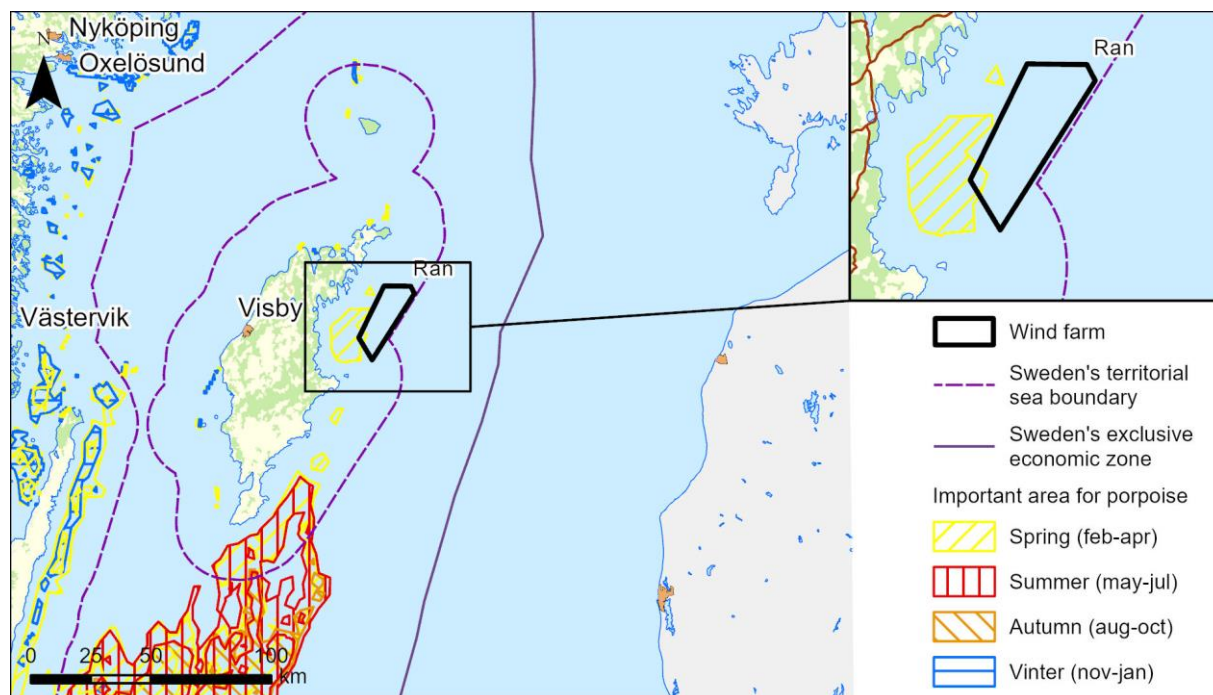 Nyköping
N
Oxelösund
Ran
Ran
Visby
Västervik
Wind farm
Sweden's territorial
sea boundary
Sweden's exclusive
economic zone
Important area for porpoise
Spring (feb-apr)
Summer (may-jul)
Autumn (aug-oct)
Vinter (nov-jan)
0 25 50 100
km